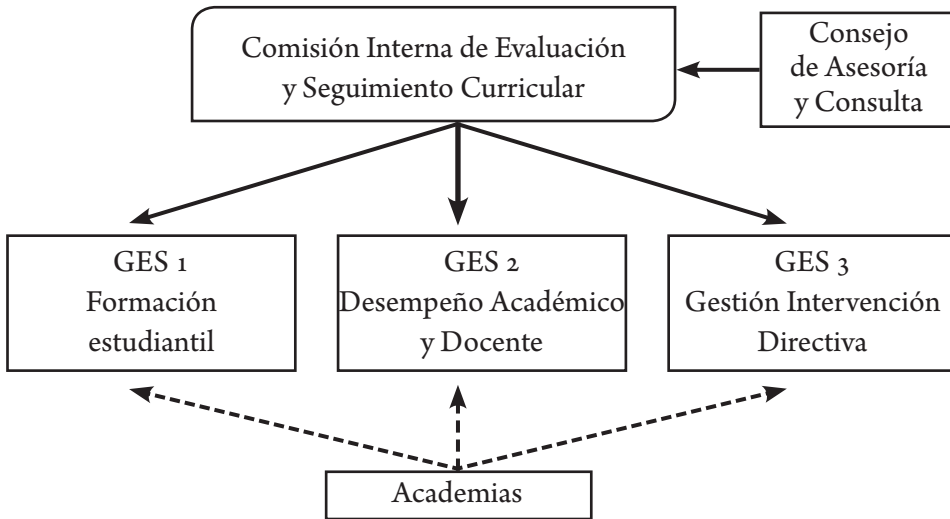 Comisión Interna de Evaluación
y Seguimiento Curricular
Consejo
de Asesoría
y Consulta
GES 1
Formación
estudiantil
GES 2
Desempeño Académico
y Docente
GES 3
Gestión Intervención
Directiva
Academias